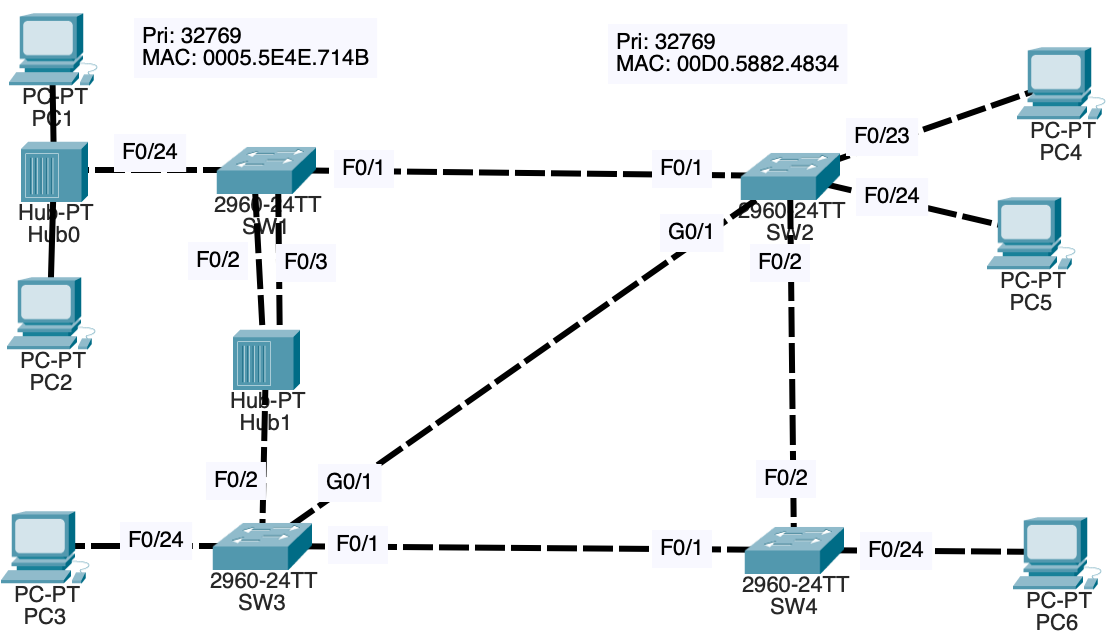 Pri: 32769
MAC: 0005.5E4E.714B
Pri: 32769
MAC: 00D0.5882.4834
PC-PT
PC1
PC-PT
PC4
F0/24
F0/1
F0/1
F0/23
Hub-PT
Hub0
2960-24TT
SW1
2960-24TT
SW2
F0/24
G0/1
F0/2
F0/3
F0/2
PC-PT
PC5
PC-PT
PC2
Hub-PT
Hub1
F0/2
G0/1
F0/2
F0/24
F0/1
F0/1
F0/24
PC-PT
PC3
2960-24TT
SW3
2960-24TT
SW4
PC-PT
PC6